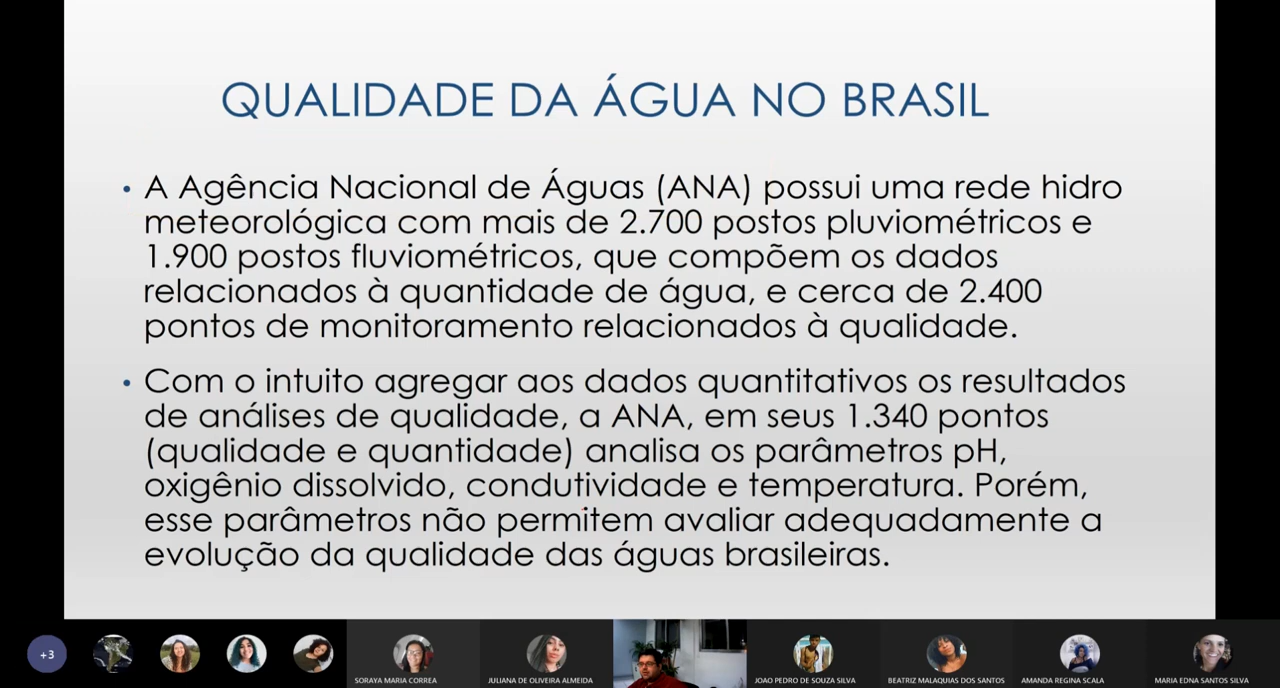 QUALIDADE DA ÁGUA NO BRASIL
• A Agência Nacional de Águas (ANA) possui uma rede hidro
meteorológica com mais de 2.700 postos pluviométricos e
1.900 postos fluviométricos, que compõem os dados
relacionados à quantidade de água, e cerca de 2.400
pontos de monitoramento relacionados à qualidade.
• Com o intuito agregar aos dados quantitativos os resultados
de análises de qualidade, a ANA, em seus 1.340 pontos
(qualidade e quantidade) analisa os parâmetros pH,
oxigênio dissolvido, condutividade e temperatura. Porém,
esse parâmetros não permitem avaliar adequadamente a
evolução da qualidade das águas brasileiras.
+3
SORAYA MARIA CORREA
JULIANA DE OLIVEIRA ALMEIDA
JOAO PEDRO DE SOUZA SILVA
BEATRIZ MALAQUIAS DOS SANTOS
AMANDA REGINA SCALA
MARIA EDNA SANTOS SILVA